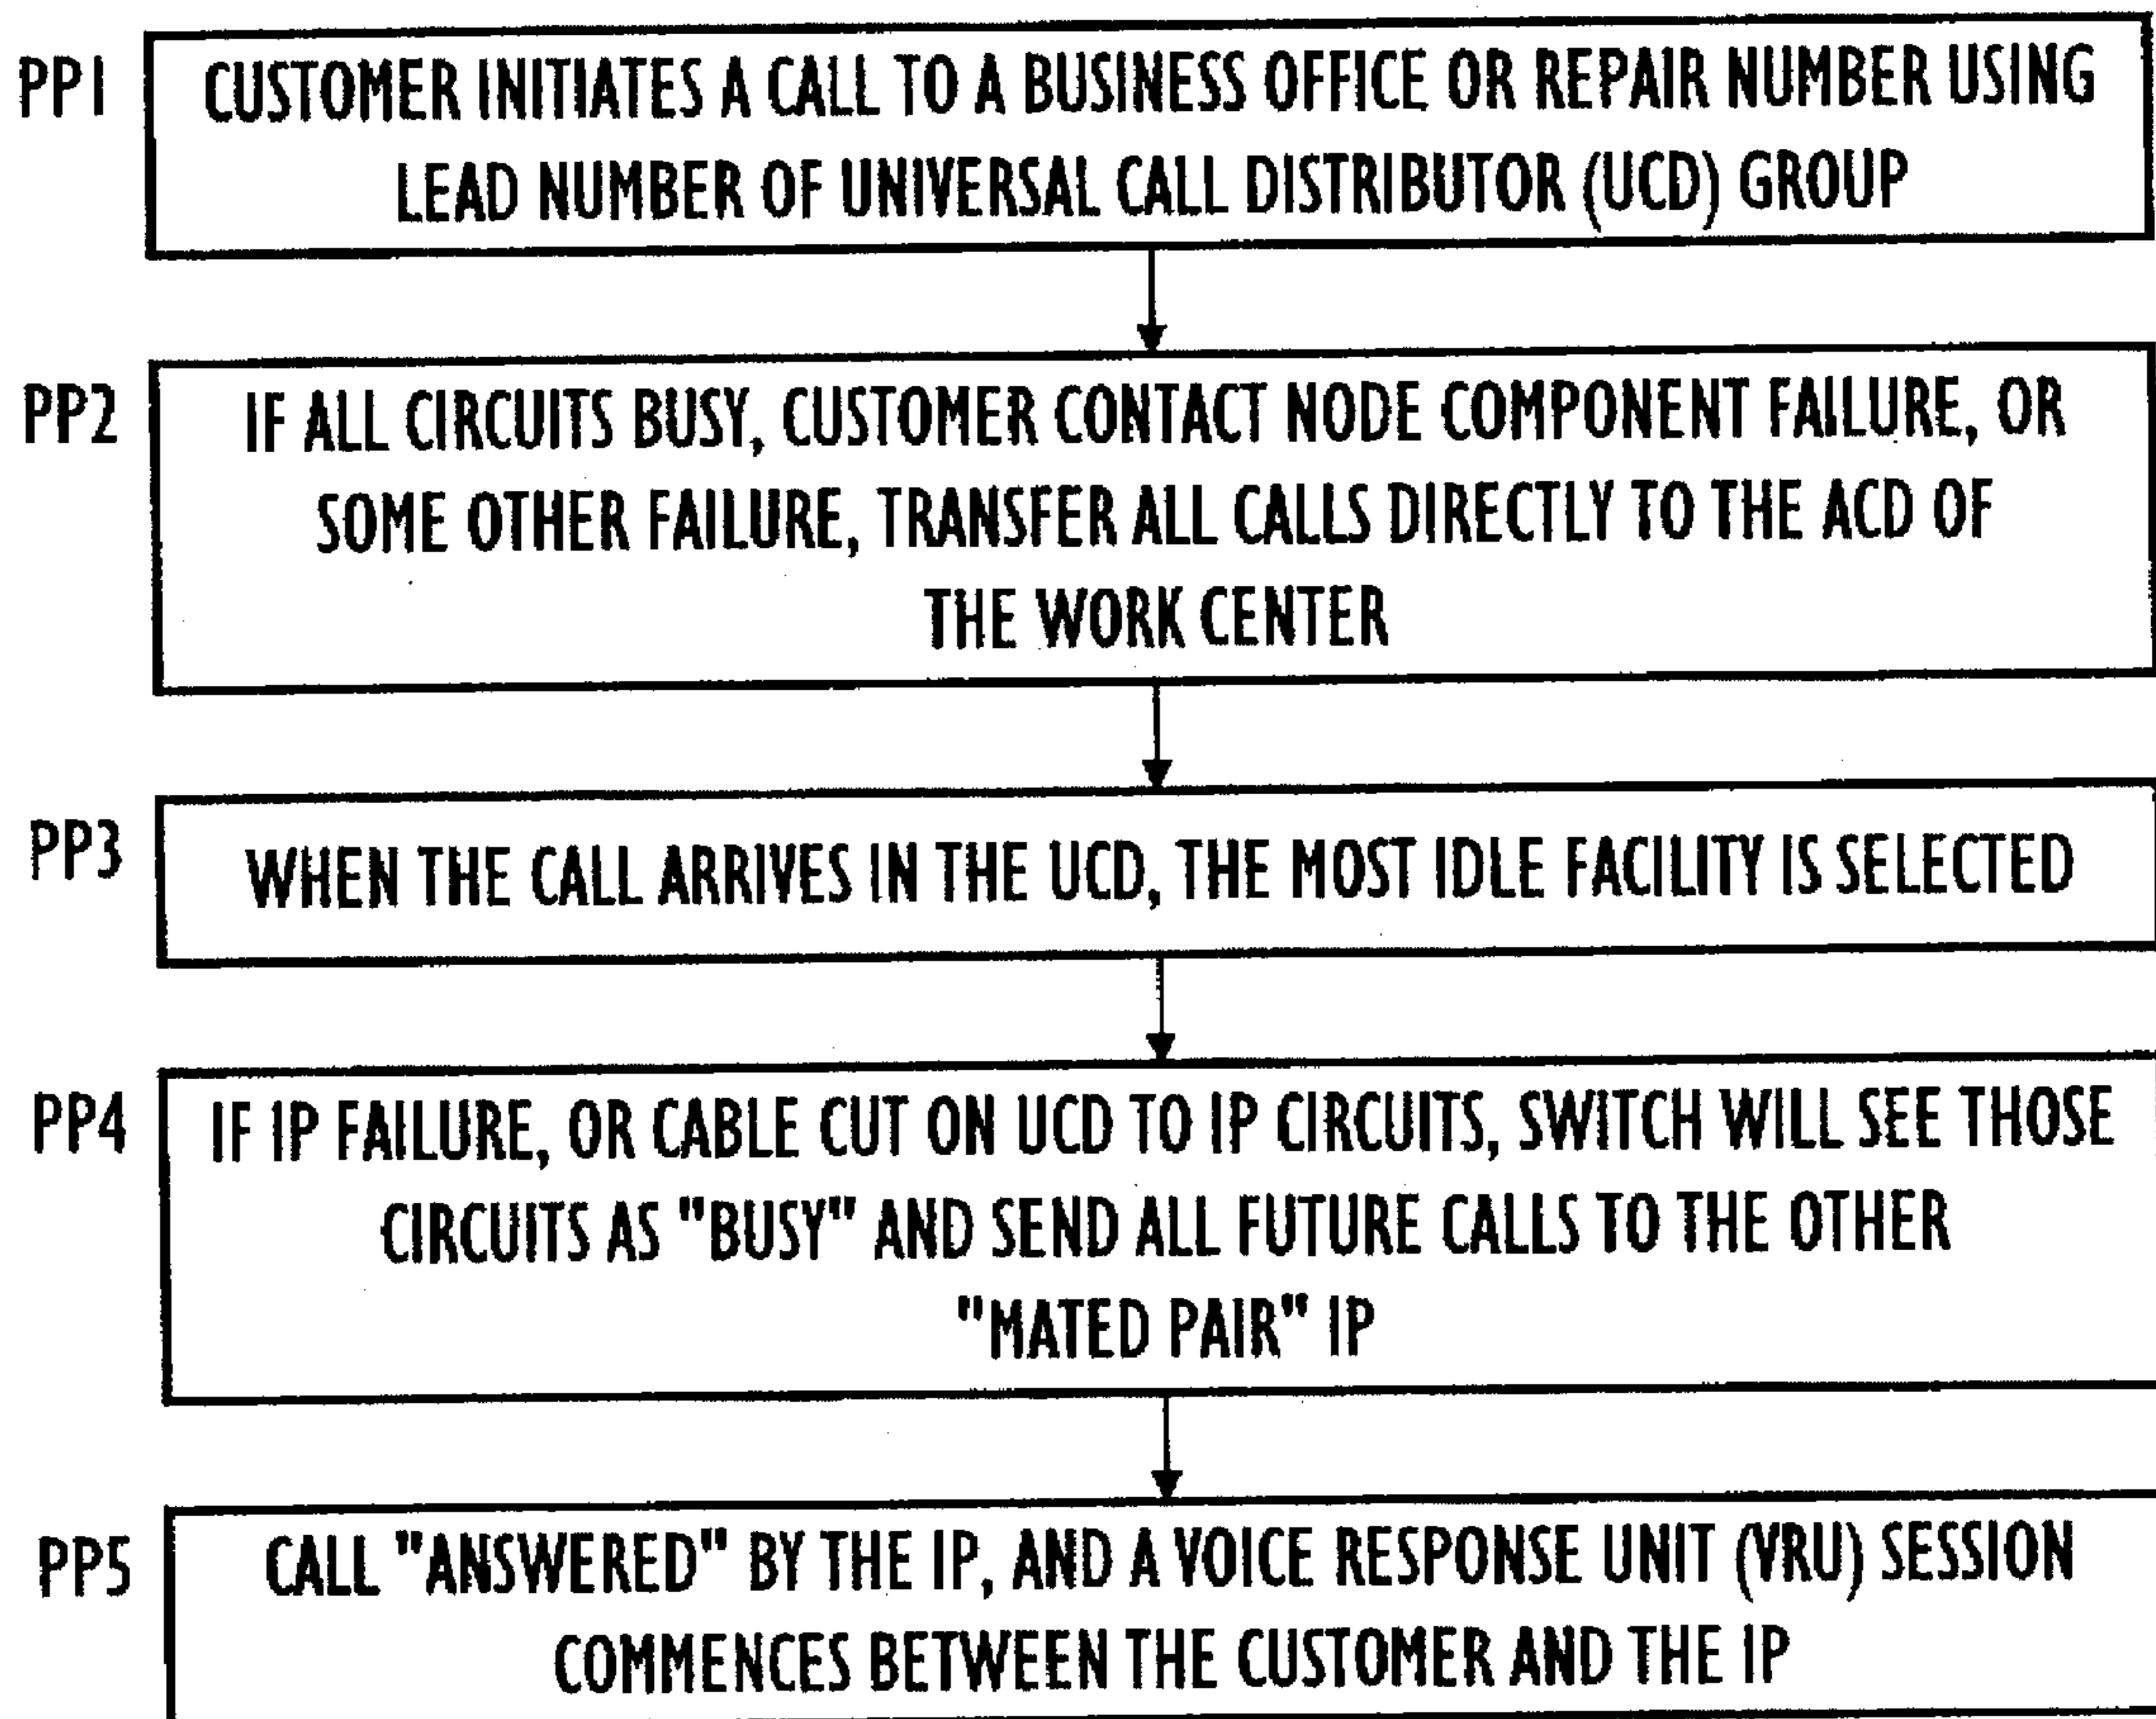 PP1
CUSTOMER INITIATES A CALL TO A BUSINESS OFFICE OR REPAIR NUMBER USING
LEAD NUMBER OF UNIVERSAL CALL DISTRIBUTOR (UCD) GROUP
PP2
IF ALL CIRCUITS BUSY, CUSTOMER CONTACT NODE COMPONENT FAILURE, OR
SOME OTHER FAILURE, TRANSFER ALL CALLS DIRECTLY TO THE ACD OF
THE WORK CENTER
PP3
WHEN THE CALL ARRIVES IN THE UCD, THE MOST IDLE FACILITY IS SELECTED
PP4
IF IP FAILURE, OR CABLE CUT ON UCD TO IP CIRCUITS, SWITCH WILL SEE THOSE
CIRCUITS AS "BUSY" AND SEND ALL FUTURE CALLS TO THE OTHER
"MATED PAIR" IP
PP5
CALL "ANSWERED" BY THE IP, AND A VOICE RESPONSE UNIT (VRU) SESSION
COMMENCES BETWEEN THE CUSTOMER AND THE IP